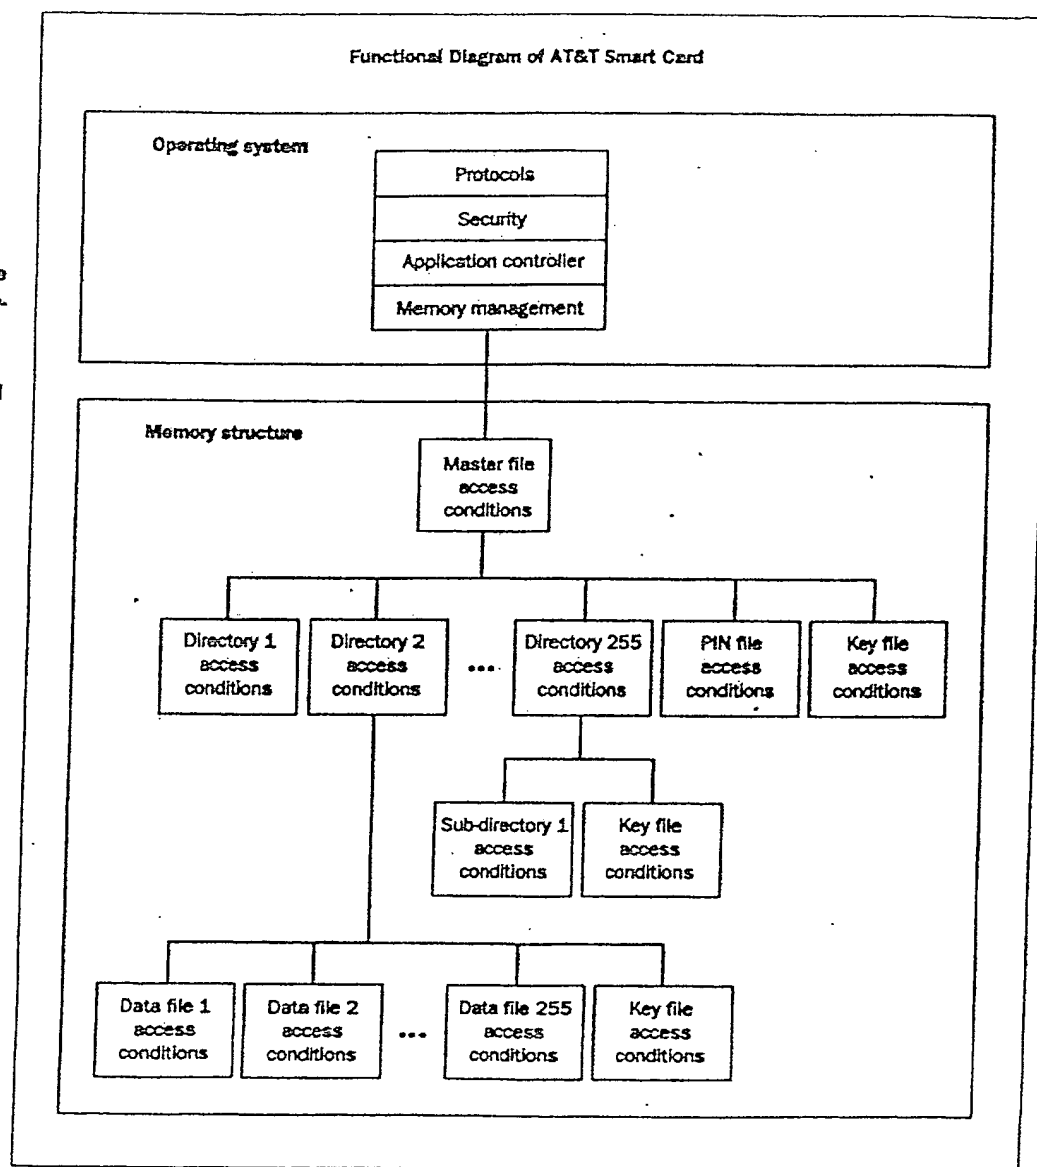 Functional Diagram of AT&T Smart Card
Operating system
Protocols
Security
Application controller
Memory management
Memory structure
Master file
access
conditions
Directory 1
access
conditions
Directory 2
access
conditions
...
Directory 255
access
conditions
PIN file
access
conditions
Key file
access
conditions
Sub-directory 1
access
conditions
Key file
access
conditions
Data file 1
access
conditions
Data file 2
access
conditions
...
Data file 255
access
conditions
Key file
access
conditions